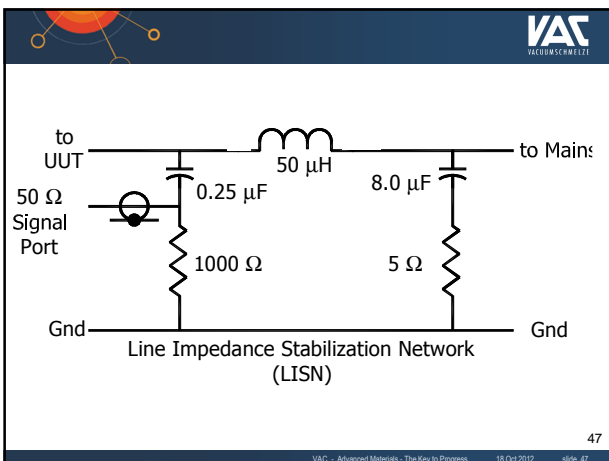 VAC
VACUUMSCHMELZE
to
UUT
50 μH
to Mains
0.25 μF
8.0 μF
50 Ω
Signal
Port
1000 Ω
5 Ω
Gnd
Gnd
Line Impedance Stabilization Network
(LISN)
47
VAC - Advanced Materials - The Key to Progress 18 Oct 2012 slide 47